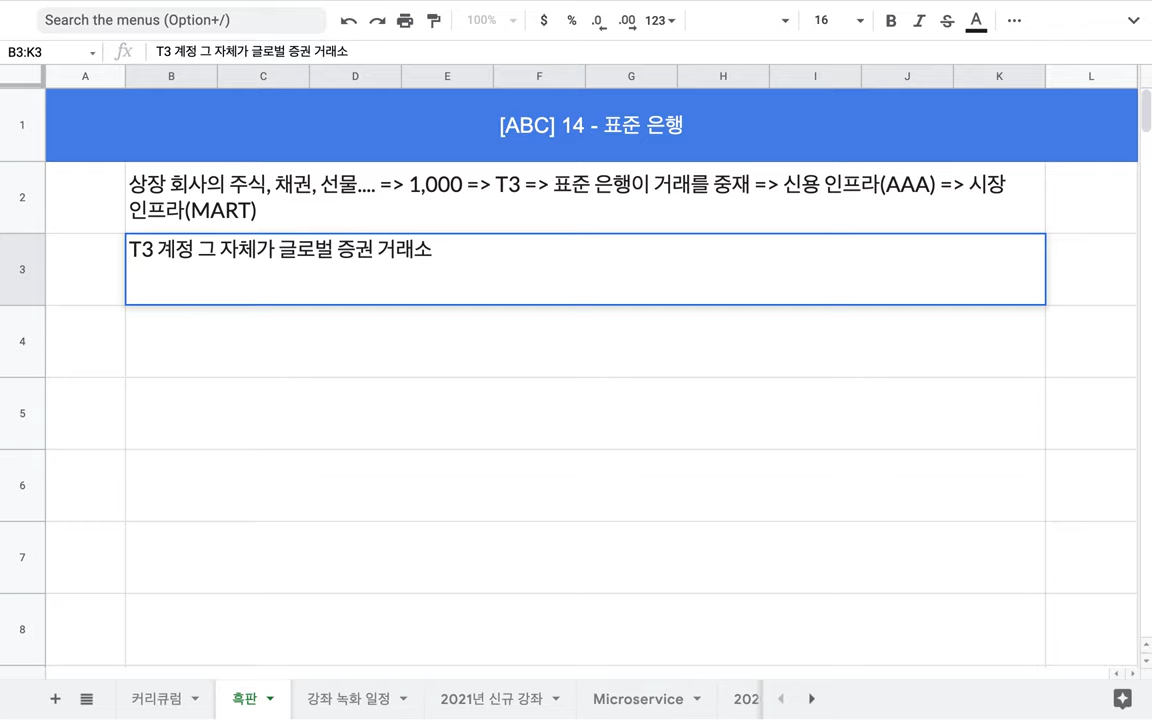 Search the menus (Option+/)
100%
$ % .0 .00 123
16
B I S A
B3:K3
fx
T3 계정 그 자체가 글로벌 증권 거래소
A B C D E F G H I J K L
1
[ABC] 14 - 표준 은행
2
상장 회사의 주식, 채권, 선물.... => 1,000 => T3 => 표준 은행이 거래를 중재 => 신용 인프라(AAA) => 시장
인프라(MART)
3
T3 계정 그 자체가 글로벌 증권 거래소
4
5
6
7
8
커리큐럼 흑판 강좌 녹화 일정 2021년 신규 강좌 Microservice 202